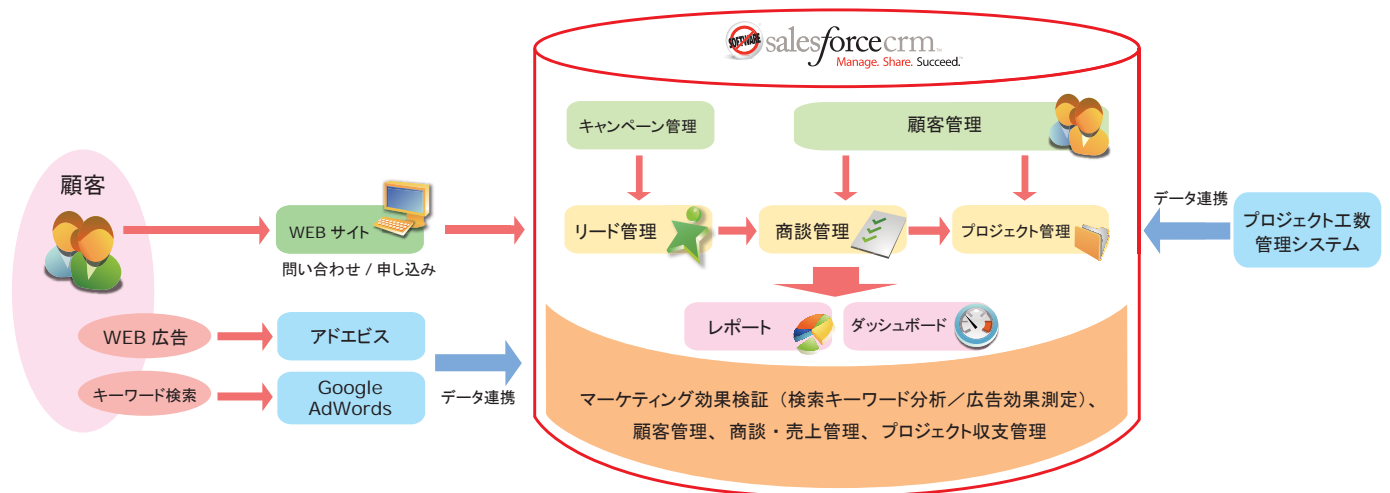 SOFTWARE
salesforcecrm™
Manage. Share. Succeed.™
キャンペーン管理
顧客管理
顧客
WEB サイト
問い合わせ / 申し込み
リード管理
商談管理
プロジェクト管理
データ連携
プロジェクト工数
管理システム
レポート
ダッシュボード
WEB 広告
アドエビス
キーワード検索
Google
AdWords
データ連携
マーケティング効果検証（検索キーワード分析／広告効果測定）、
顧客管理、商談・売上管理、プロジェクト収支管理